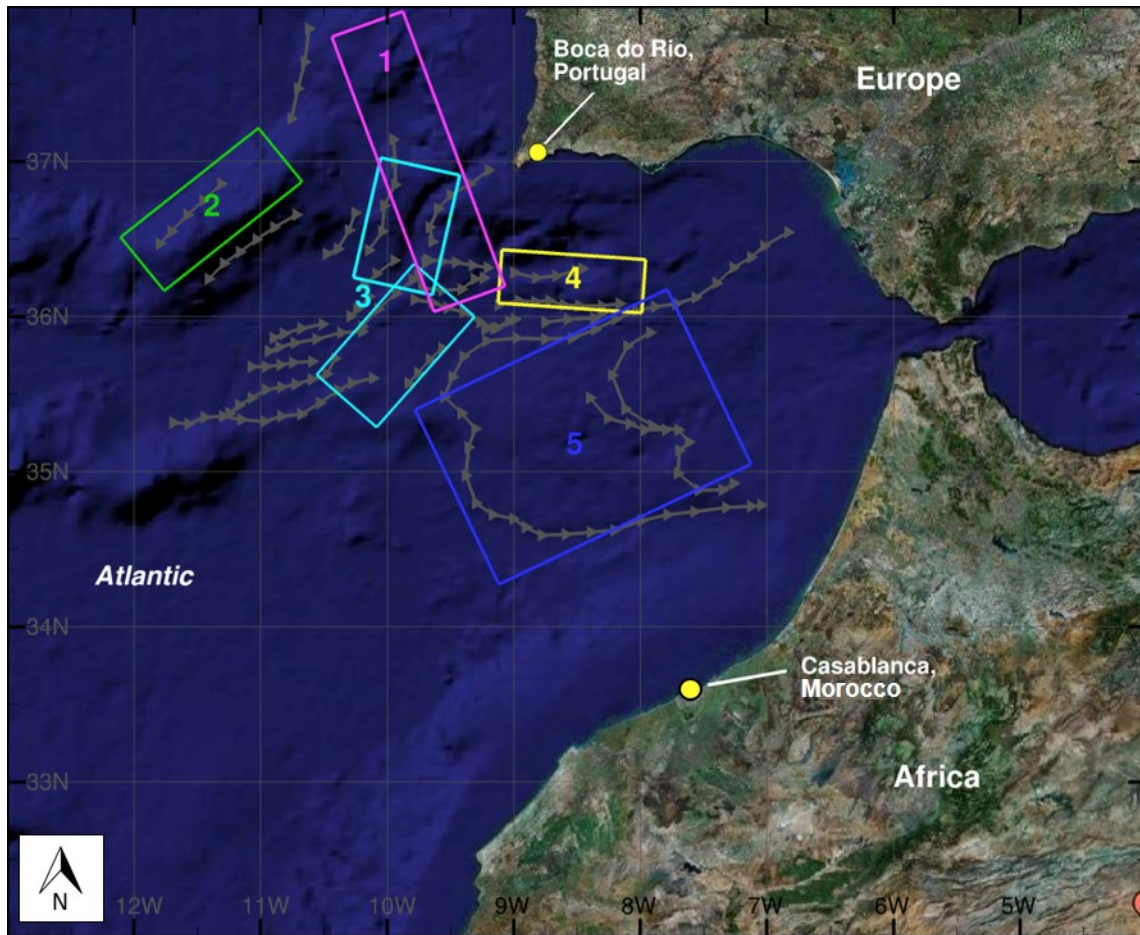 1
Boca do Rio,
Portugal
Europe
37N
2
4
3
36N
5
35N
Atlantic
34N
Casablanca,
Morocco
33N
Africa
N
12W 11W 10W 9W 8W 7W 6W 5W